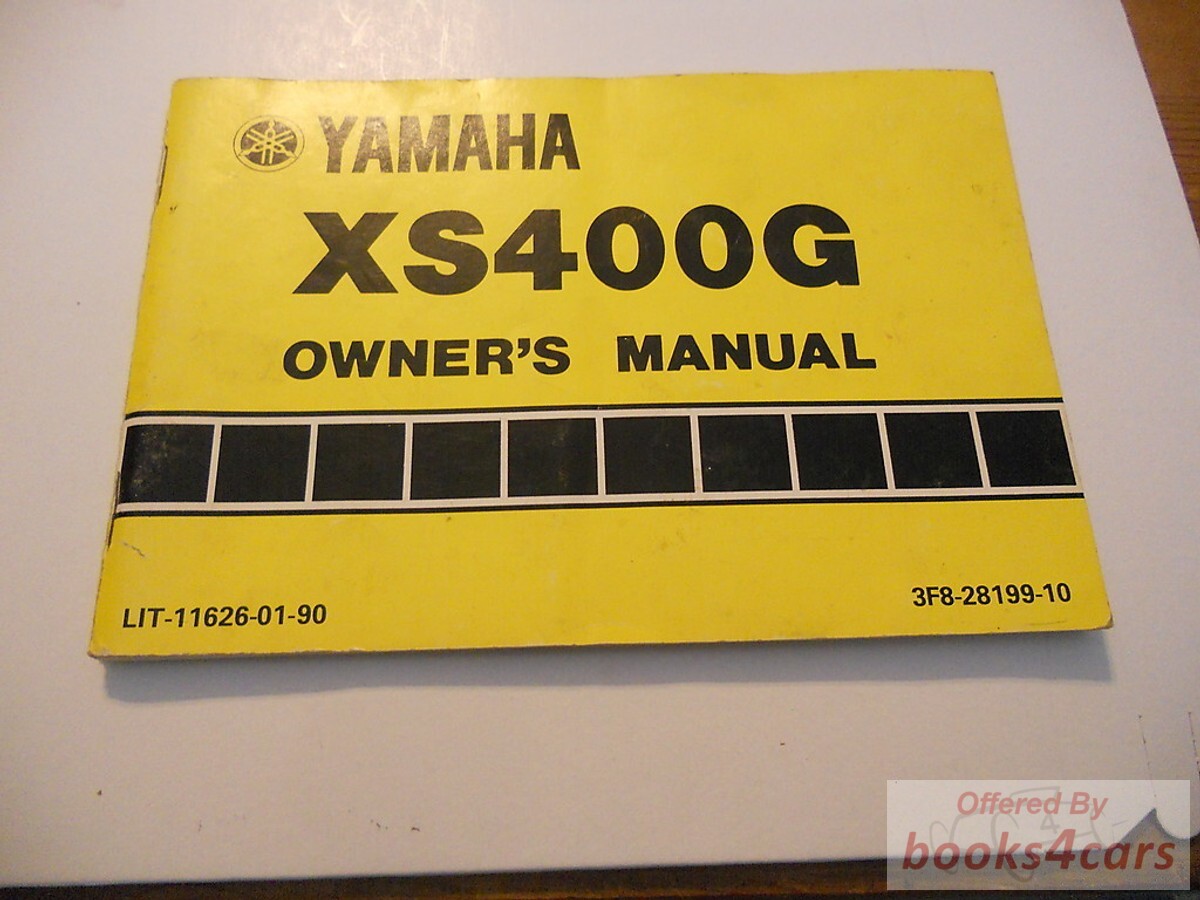 YAMAHA
XS400G
OWNER'S MANUAL
LIT-11626-01-90
3F8-28199-10
Offered By
books4cars